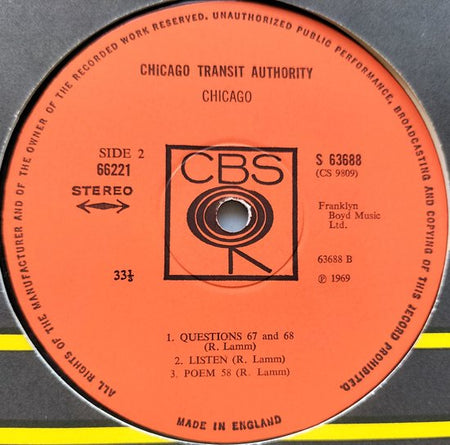 ALL RIGHTS OF THE MANUFACTURER AND OF THE OWNER OF THE RECORDED WORK RESERVED. UNAUTHORIZED PUBLIC PERFORMANCE, BROADCASTING AND COPYING OF THIS RECORD PROHIBITED.
CHICAGO TRANSIT AUTHORITY
CHICAGO
SIDE 2
66221
STEREO
CBS
S 63688
(CS 9809)
Franklyn
Boyd Music
Ltd.
63688 B
℗ 1969
33⅓
1. QUESTIONS 67 and 68
(R. Lamm)
2. LISTEN (R. Lamm)
3. POEM 58 (R. Lamm)
MADE IN ENGLAND